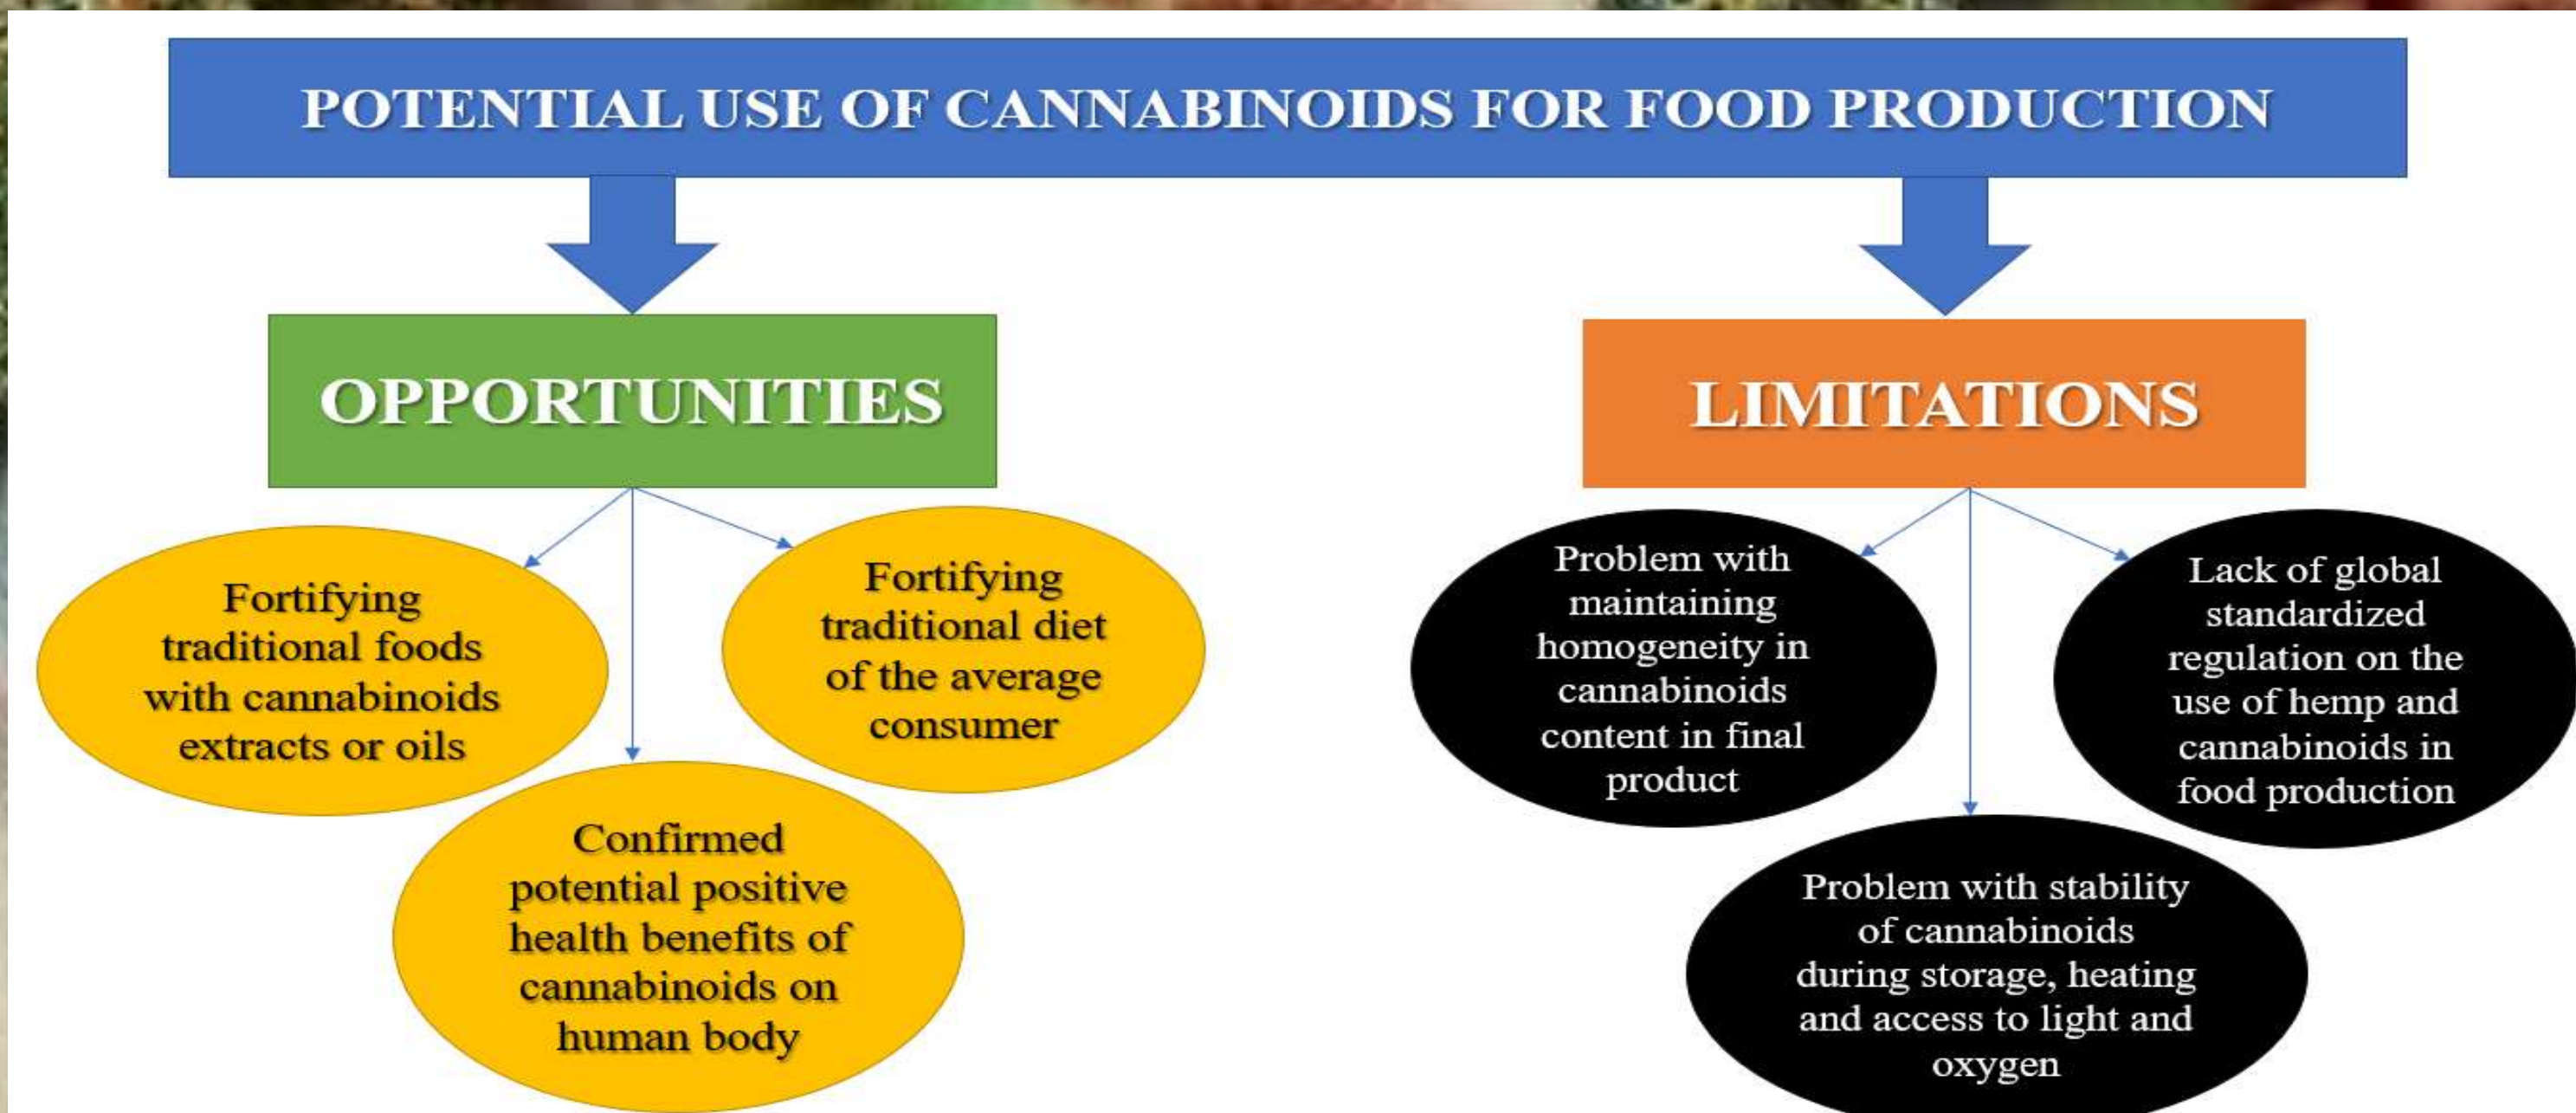 POTENTIAL USE OF CANNABINOIDS FOR FOOD PRODUCTION
OPPORTUNITIES
Fortifying
traditional foods
with cannabinoids
extracts or oils
Confirmed
potential positive
health benefits of
cannabinoids on
human body
Fortifying
traditional diet
of the average
consumer
LIMITATIONS
Problem with
maintaining
homogeneity in
cannabinoids
content in final
product
Problem with stability
of cannabinoids
during storage, heating
and access to light and
oxygen
Lack of global
standardized
regulation on the
use of hemp and
cannabinoids in
food production